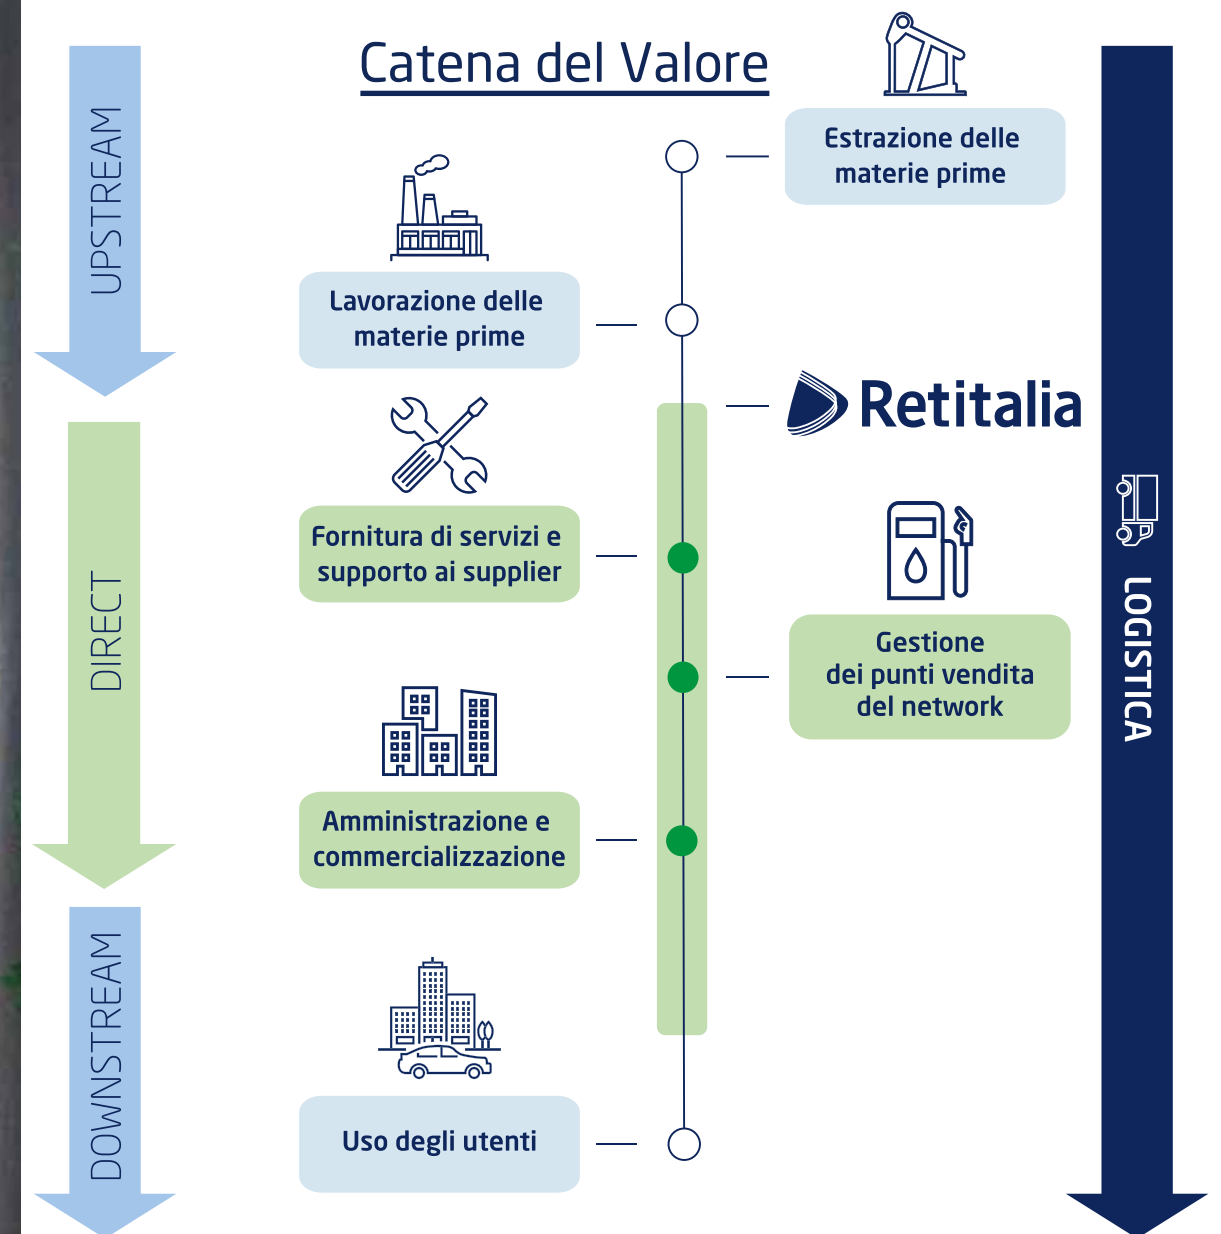 Catena del Valore
UPSTREAM
Estrazione delle
materie prime
Lavorazione delle
materie prime
Retitalia
DIRECT
Fornitura di servizi e
supporto ai supplier
Gestione
dei punti vendita
del network
LOGISTICA
Amministrazione e
commercializzazione
DOWNSTREAM
Uso degli utenti